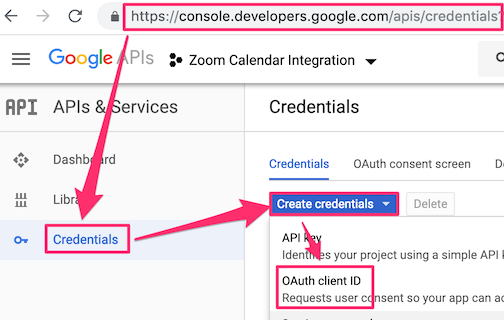 https://console.developers.google.com/apis/credentials?
Google APIs
Zoom Calendar Integration
API APIs & Services
Credentials
Dashboard
Credentials
OAuth consent screen
Credentials
Create credentials
Delete
API key
Identifies your project using a simple API k
OAuth client ID
Requests user consent so your app can ac